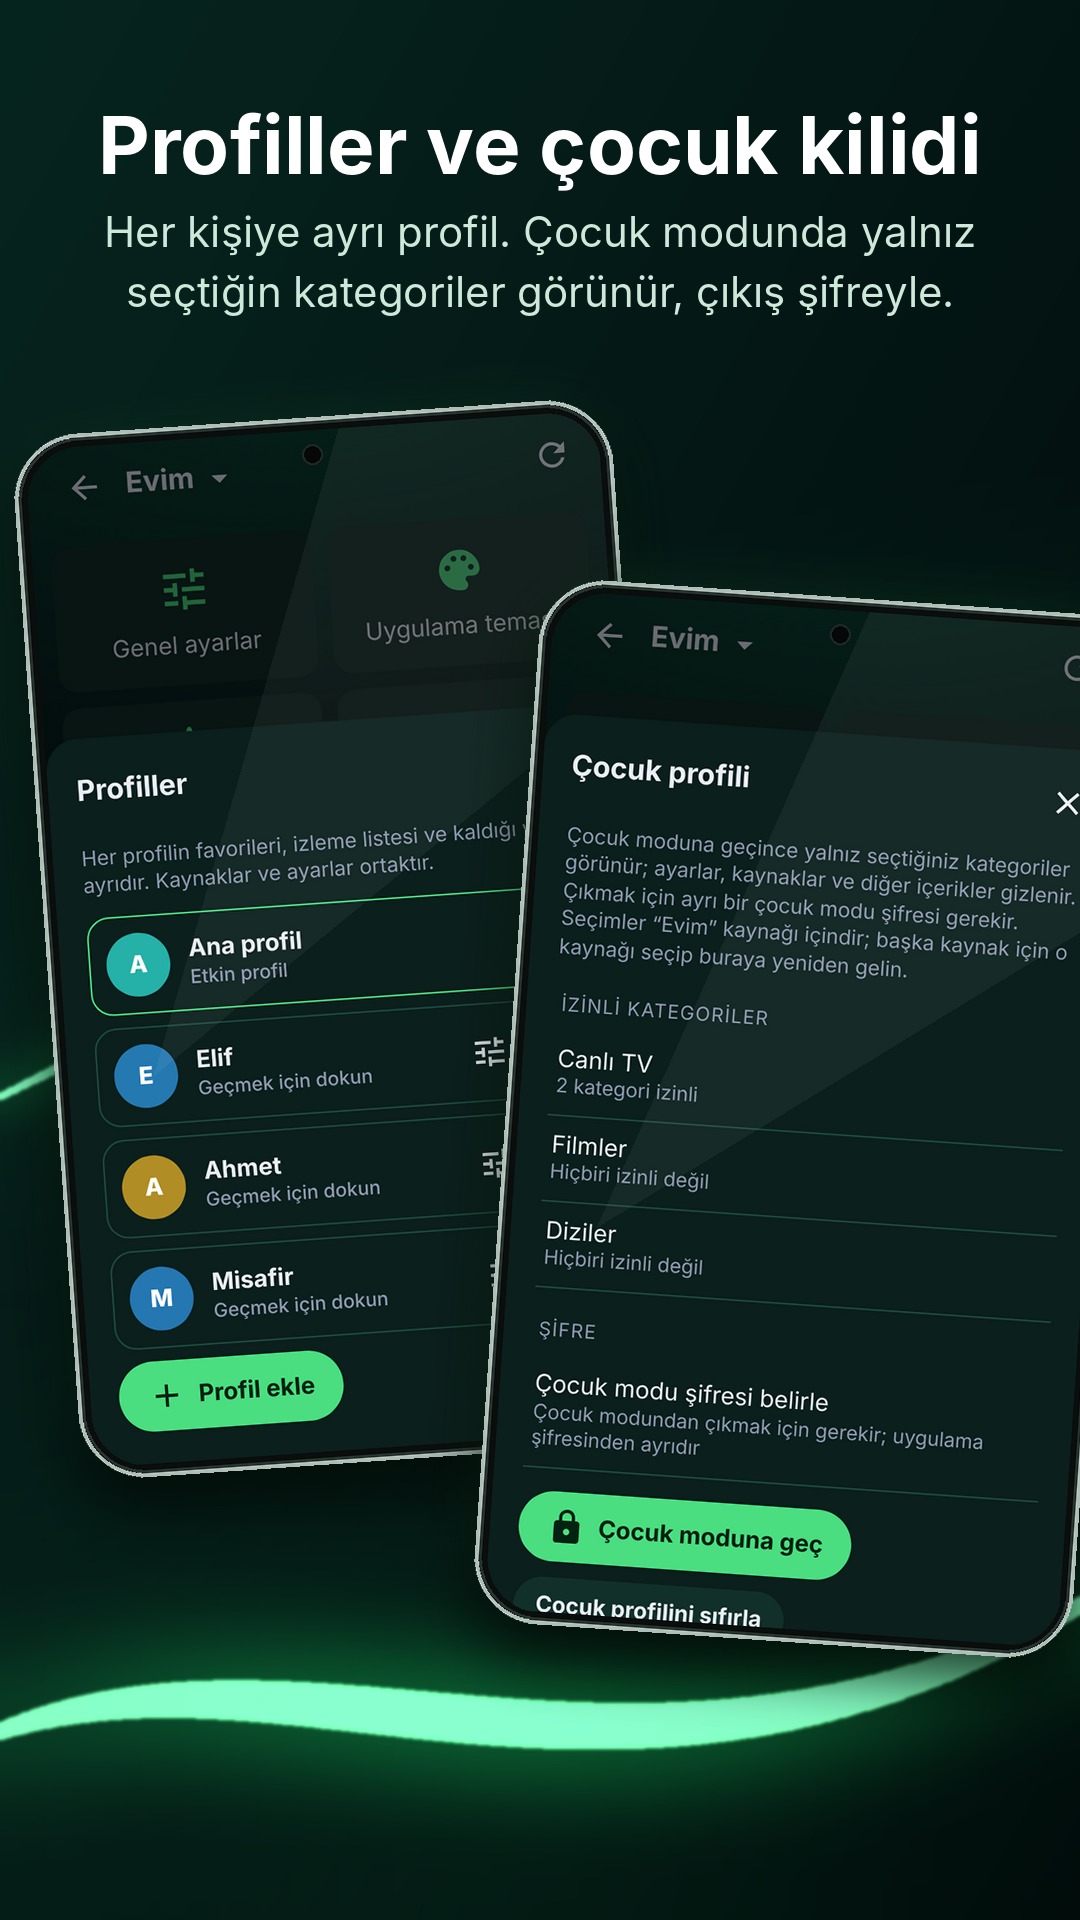 Profiller ve çocuk kilidi
Her kişiye ayrı profil. Çocuk modunda yalnız
seçtiğin kategoriler görünür, çıkış şifreyle.
Evim
Genel ayarlar
Uygulama
Profiller
Her profilin favorileri, izleme listesi ve kaldığı
ayrıdır. Kaynaklar ve ayarlar ortaktır.
A
Ana profil
Etkin profil
E
Elif
Geçmek için dokun
A
Ahmet
Geçmek için dokun
M
Misafir
Geçmek için dokun
Profil ekle
Evim
Çocuk profili
Çocuk moduna geçince yalnız seçtiğiniz kategoriler
görünür; ayarlar, kaynaklar ve diğer içerikler gizlenir.
Çıkmak için ayrı bir çocuk modu şifresi gerekir.
Seçimler “Evim” kaynağı içindir; başka kaynak için o
kaynağı seçip buraya yeniden gelin.
İZİNLİ KATEGORİLER
Canlı TV
2 kategori izinli
Filmler
Hiçbiri izinli değil
Diziler
Hiçbiri izinli değil
ŞİFRE
Çocuk modu şifresi belirle
Çocuk modundan çıkmak için gerekir; uygulama
şifresinden ayrıdır
Çocuk moduna geç
Çocuk profilini sıfırla